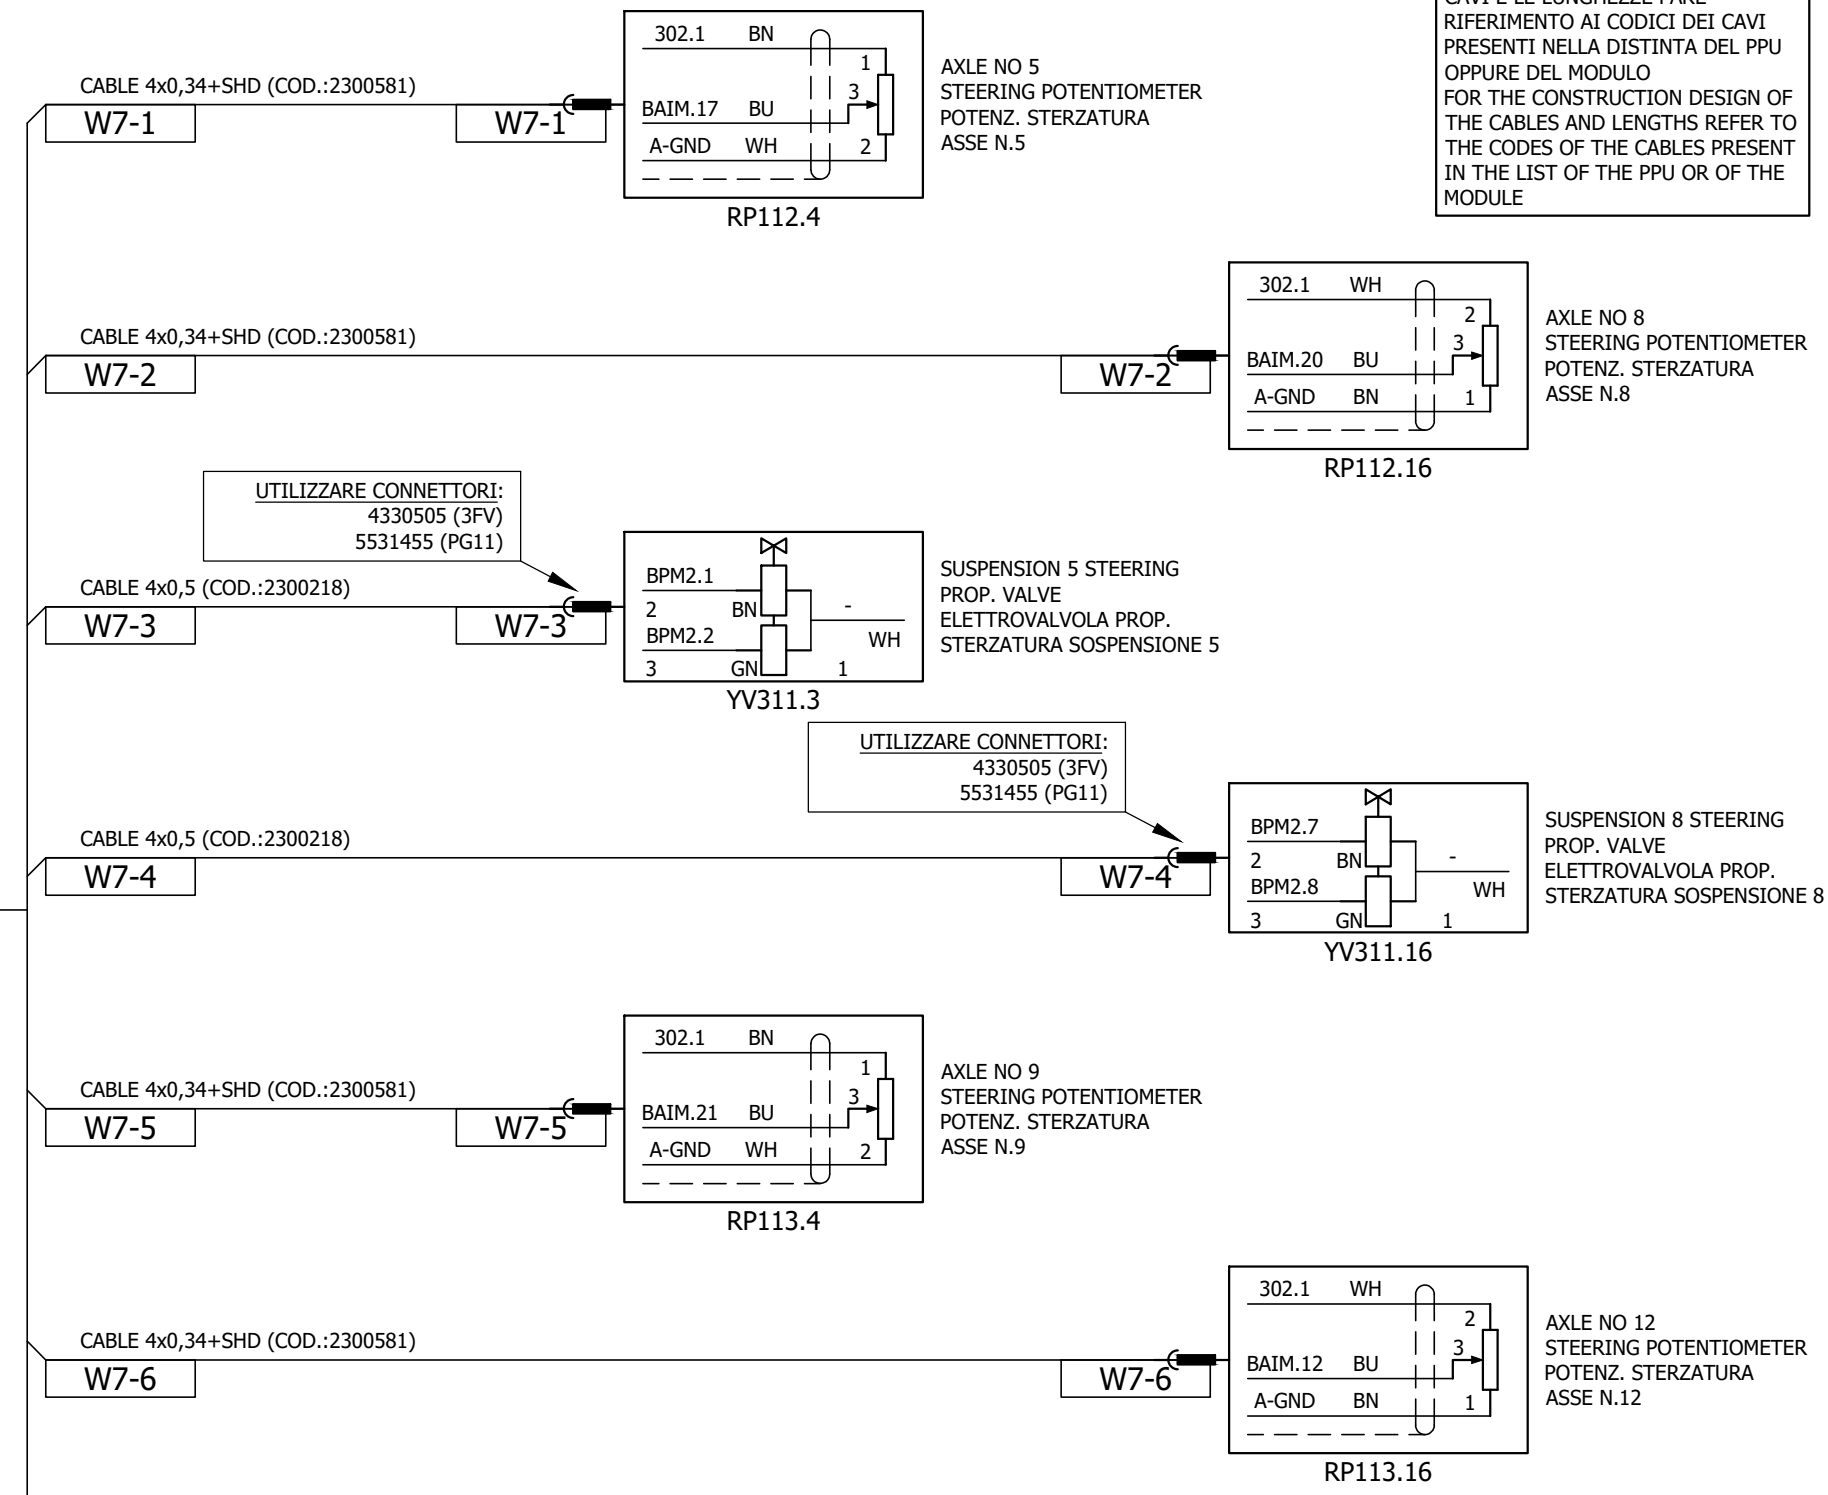 CAVI E LE LUNGHEZZE FARE
RIFERIMENTO AI CODICI DEI CAVI
PRESENTI NELLA DISTINTA DEL PPU
OPPURE DEL MODULO
FOR THE CONSTRUCTION DESIGN OF
THE CABLES AND LENGTHS REFER TO
THE CODES OF THE CABLES PRESENT
IN THE LIST OF THE PPU OR OF THE
MODULE
CABLE 4x0,34+SHD (COD.:2300581)
W7-1
W7-1
302.1 BN
1
3
BAIM.17 BU
A-GND WH 2
RP112.4
AXLE NO 5
STEERING POTENTIOMETER
POTENZ. STERZATURA
ASSE N.5
CABLE 4x0,34+SHD (COD.:2300581)
W7-2
W7-2
302.1 WH
2
3
BAIM.20 BU
A-GND BN 1
RP112.16
AXLE NO 8
STEERING POTENTIOMETER
POTENZ. STERZATURA
ASSE N.8
UTILIZZARE CONNETTORI:
4330505 (3FV)
5531455 (PG11)
CABLE 4x0,5 (COD.:2300218)
W7-3
W7-3
BPM2.1
2 BN -
BPM2.2 WH
3 GN 1
YV311.3
SUSPENSION 5 STEERING
PROP. VALVE
ELETTROVALVOLA PROP.
STERZATURA SOSPENSIONE 5
UTILIZZARE CONNETTORI:
4330505 (3FV)
5531455 (PG11)
CABLE 4x0,5 (COD.:2300218)
W7-4
W7-4
BPM2.7
2 BN -
BPM2.8 WH
3 GN 1
YV311.16
SUSPENSION 8 STEERING
PROP. VALVE
ELETTROVALVOLA PROP.
STERZATURA SOSPENSIONE 8
CABLE 4x0,34+SHD (COD.:2300581)
W7-5
W7-5
302.1 BN
1
3
BAIM.21 BU
A-GND WH 2
RP113.4
AXLE NO 9
STEERING POTENTIOMETER
POTENZ. STERZATURA
ASSE N.9
CABLE 4x0,34+SHD (COD.:2300581)
W7-6
W7-6
302.1 WH
2
3
BAIM.12 BU
A-GND BN 1
RP113.16
AXLE NO 12
STEERING POTENTIOMETER
POTENZ. STERZATURA
ASSE N.12